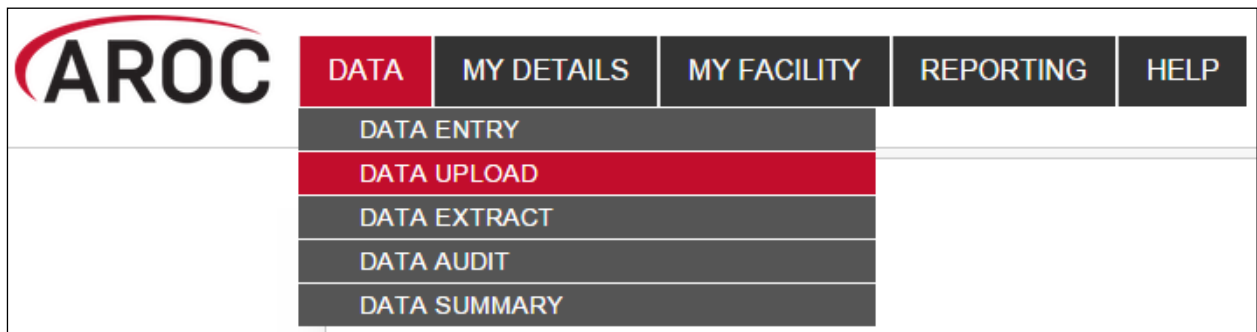 AROC DATA MY DETAILS MY FACILITY REPORTING HELP
DATA ENTRY
DATA UPLOAD
DATA EXTRACT
DATA AUDIT
DATA SUMMARY